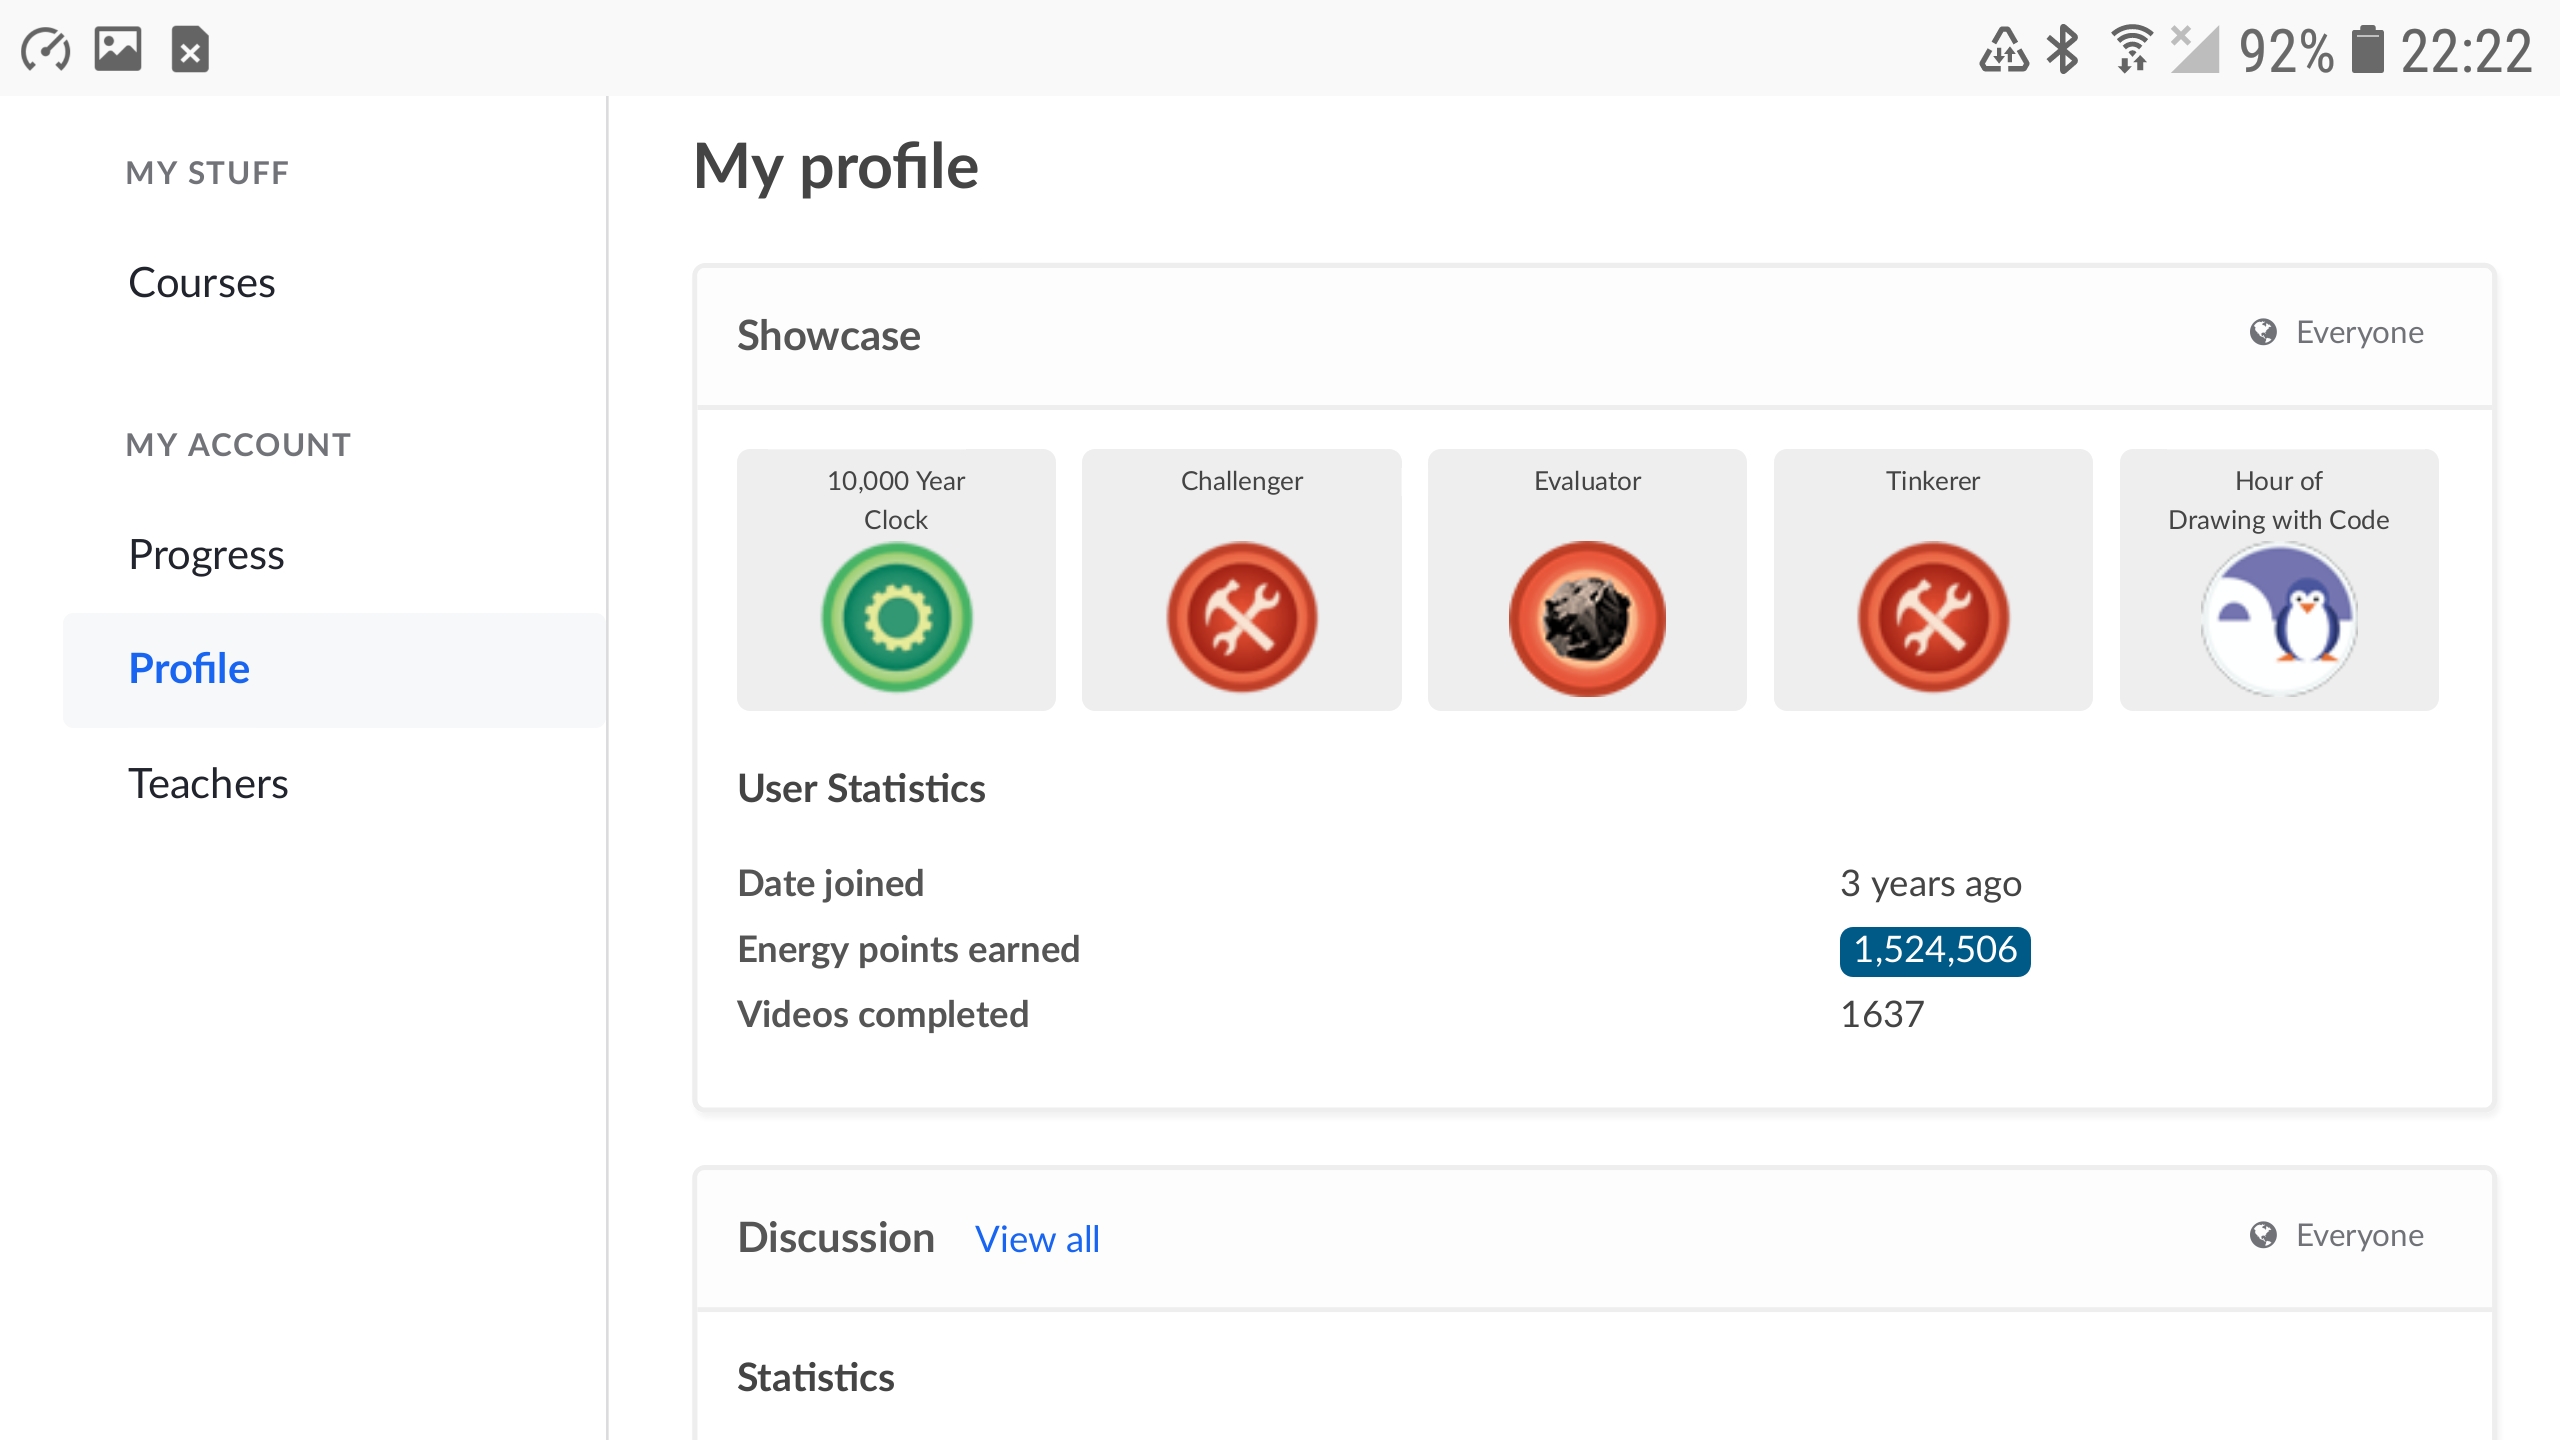 92% 22:22
MY STUFF
Courses
MY ACCOUNT
Progress
Profile
Teachers
My profile
Showcase
Everyone
10,000 Year
Clock
Challenger
Evaluator
Tinkerer
Hour of
Drawing with Code
User Statistics
Date joined 3 years ago
Energy points earned 1,524,506
Videos completed 1637
Discussion View all
Everyone
Statistics